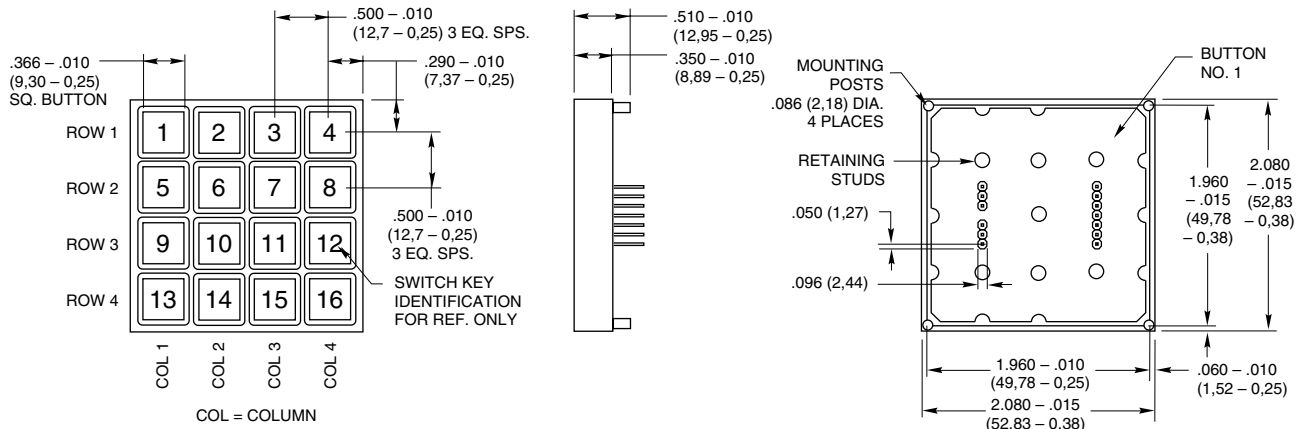 .500 – .010
(12,7 – 0,25) 3 EQ. SPS.
.366 – .010
(9,30 – 0,25)
SQ. BUTTON
.290 – .010
(7,37 – 0,25)
ROW 1
ROW 2
ROW 3
ROW 4
1
2
3
4
5
6
7
8
9
10
11
12
13
14
15
16
.500 – .010
(12,7 – 0,25)
3 EQ. SPS.
SWITCH KEY
IDENTIFICATION
FOR REF. ONLY
COL 1
COL 2
COL 3
COL 4
COL = COLUMN
.510 – .010
(12,95 – 0,25)
.350 – .010
(8,89 – 0,25)
MOUNTING
POSTS
.086 (2,18) DIA.
4 PLACES
BUTTON
NO. 1
RETAINING
STUDS
.050 (1,27)
.096 (2,44)
1.960
– .015
(49,78
– 0,38)
2.080
– .015
(52,83
– 0,38)
1.960 – .010
(49,78 – 0,25)
.060 – .010
(1,52 – 0,25)
2.080 – .015
(52,83 – 0,38)